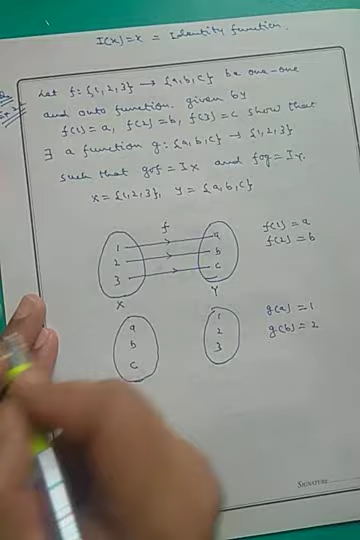 I(x) = x = Identity function.
Let f: {1,2,3} → {a,b,c} be one-one
and onto function. given by
f(1) = a, f(2) = b, f(3) = c show that
∃ a function g: {a,b,c} → {1,2,3}
such that gof = Ix and fog = Iy.
x = {1,2,3}, y = {a,b,c}
f
f(1) = a
1 a
f(2) = b
2 b
3 c
X Y
g(a) = 1
a 1
g(b) = 2
b 2
c 3
SIGNATURE